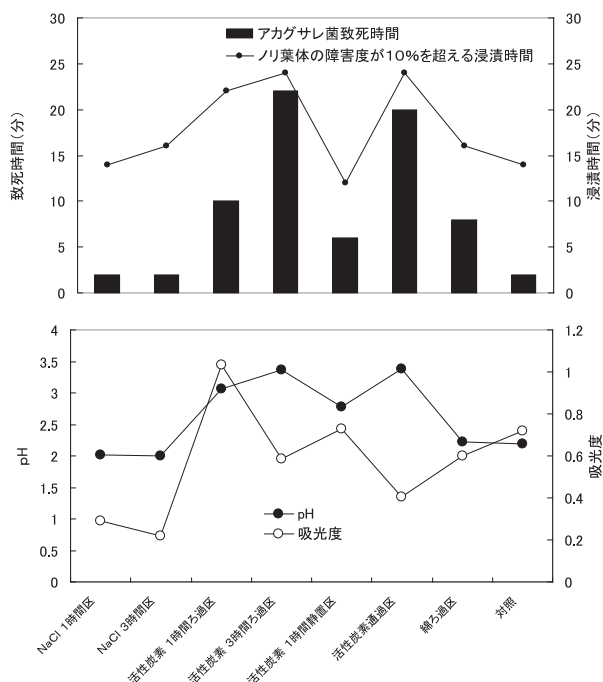 30
25
20
15
10
5
0
致死時間(分)
アカグサレ菌致死時間
ノリ葉体の障害度が10%を超える浸漬時間
30
25
20
15
10
5
0
浸漬時間(分)
4
3.5
3
2.5
2
1.5
1
0.5
0
pH
pH
吸光度
1.2
1
0.8
0.6
0.4
0.2
0
吸光度
NaCl 1時間区
NaCl 3時間区
活性炭素 1時間ろ過区
活性炭素 3時間ろ過区
活性炭素 1時間静置区
活性炭素通過区
綿ろ過区
対照